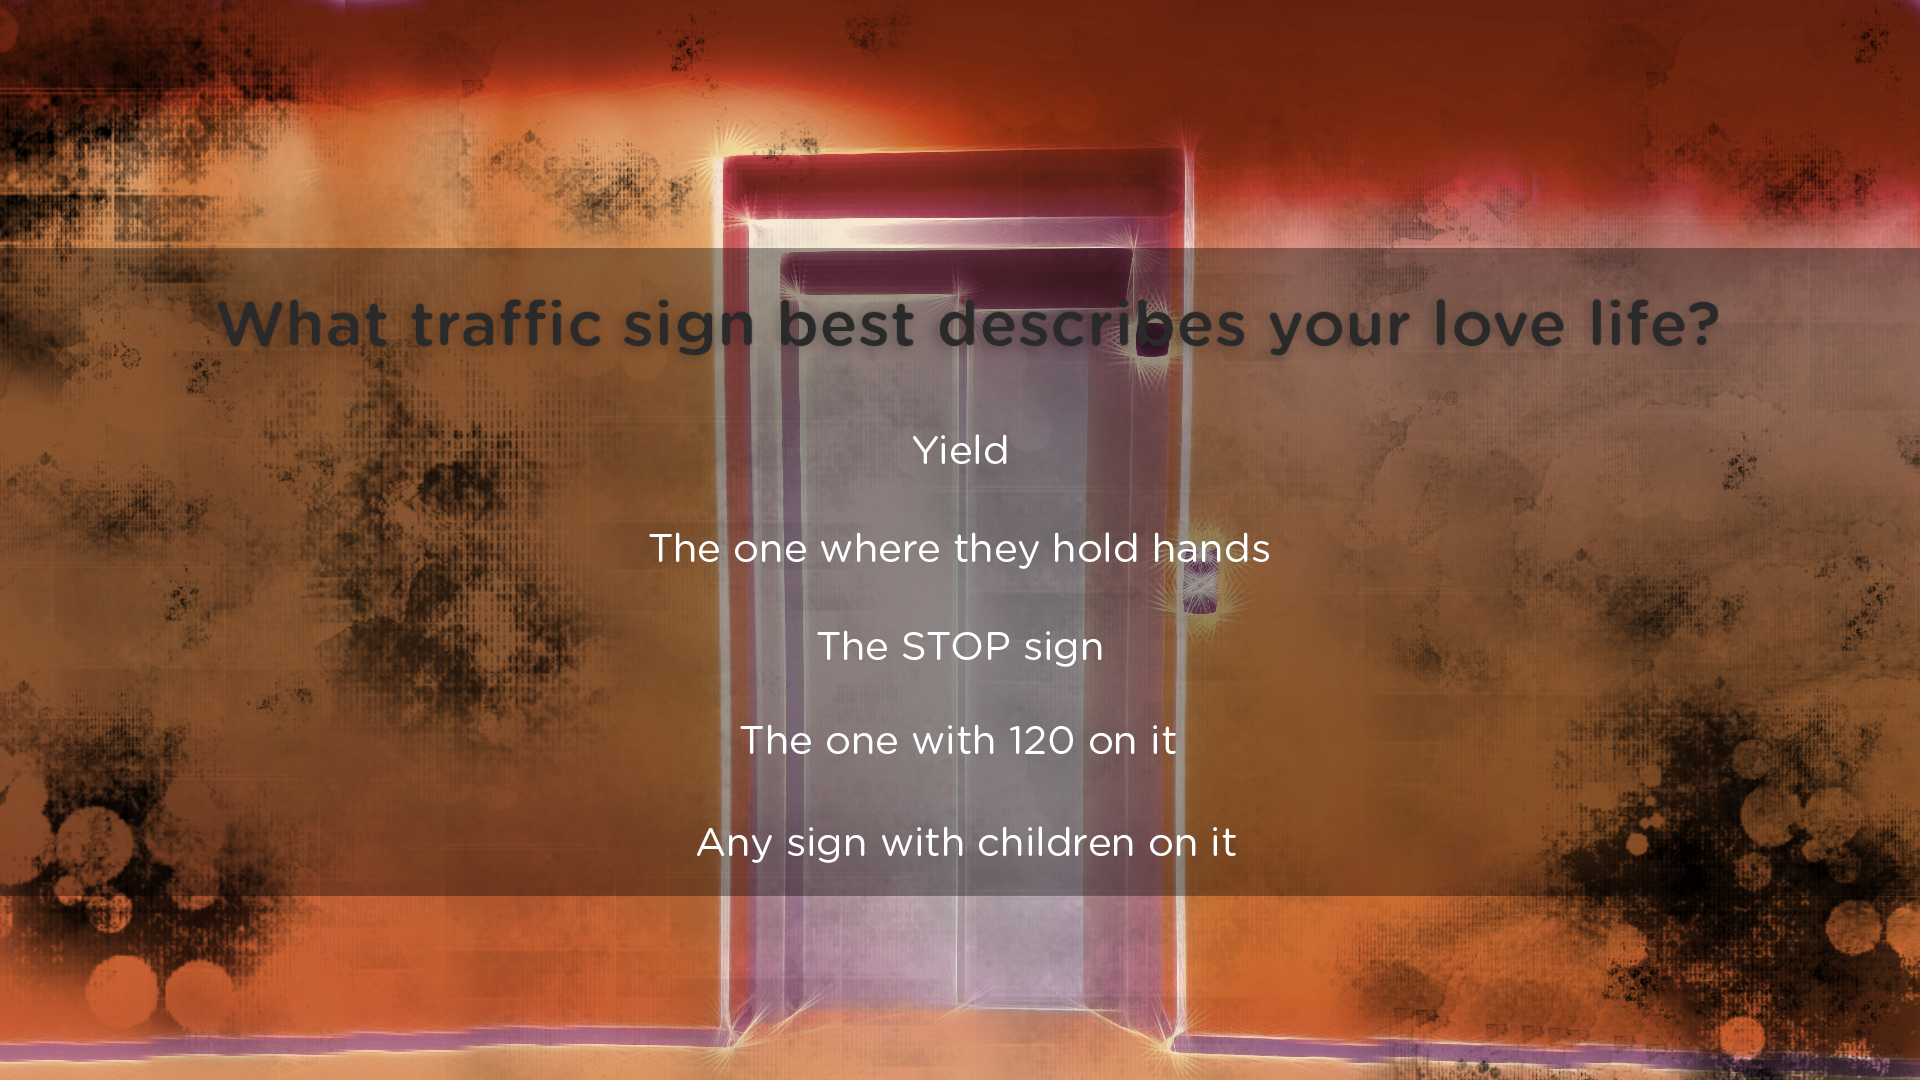 What traffic sign best describes your love life?
Yield
The one where they hold hands
The STOP sign
The one with 120 on it
Any sign with children on it